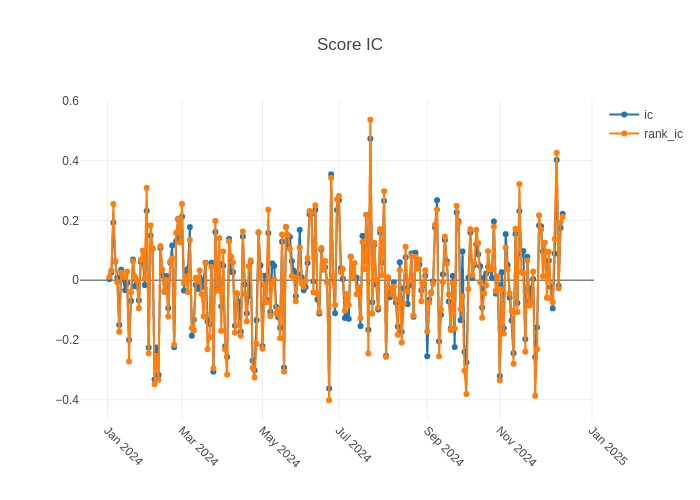 Score IC
0.6
0.4
0.2
0
−0.2
−0.4
Jan 2024
Mar 2024
May 2024
Jul 2024
Sep 2024
Nov 2024
Jan 2025
ic
rank_ic